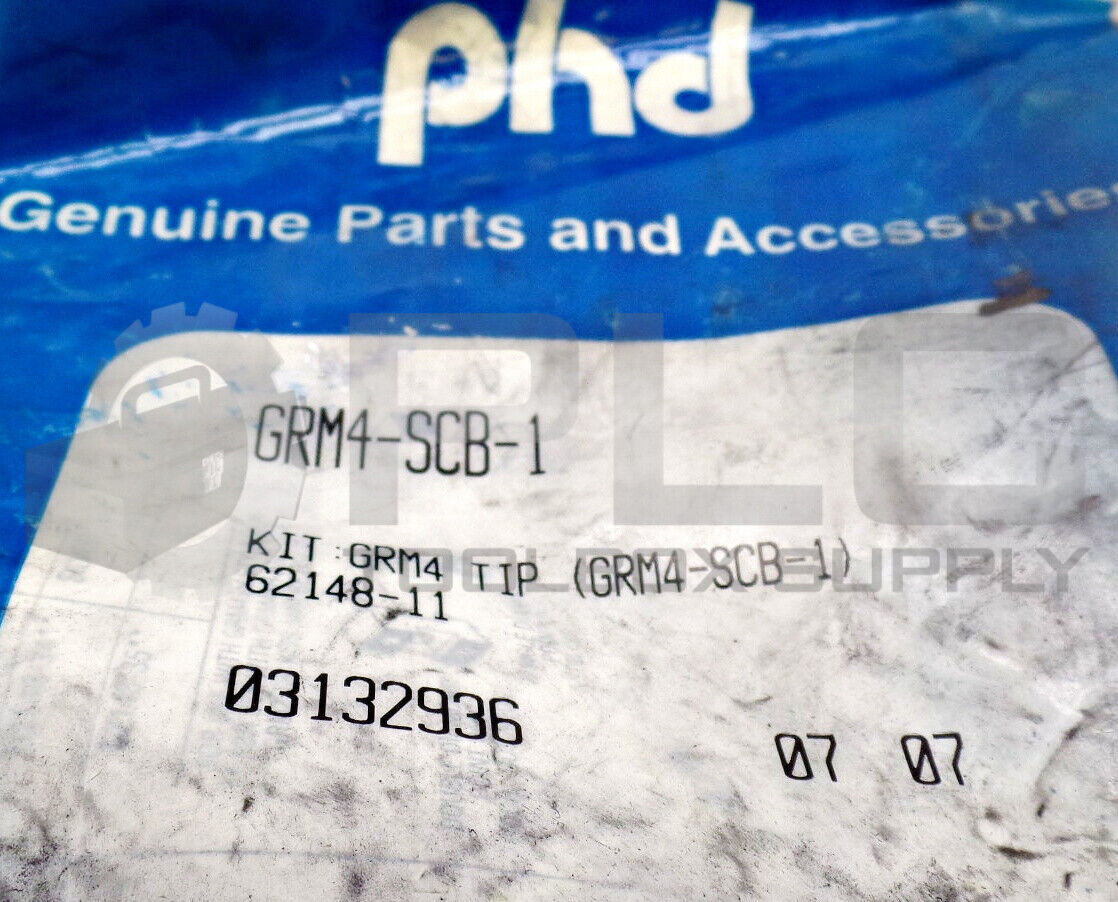 phd
Genuine Parts and Accessorie
GRM4-SCB-1
KIT:GRM4 TIP (GRM4-SCB-1)
62148-11
03132936
07 07
PLC
TOOLBOX SUPPLY